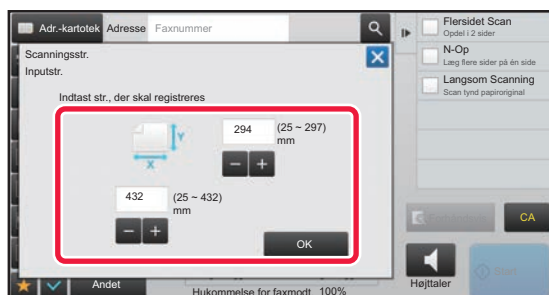 Adr.-kartotek Adresse Faxnummer
Scanningsstr.
Inputstr.
Indtast str., der skal registreres
Y
X
294 (25 ~ 297)
mm
432 (25 ~ 432)
mm
OK
Flersidet Scan
Opdel i 2 sider
N-Op
Læg flere sider på én side
Langsom Scanning
Scan tynd papiroriginal
CA
Højttaler
Start
Andet
Hukommelse for faxmodt. 100%